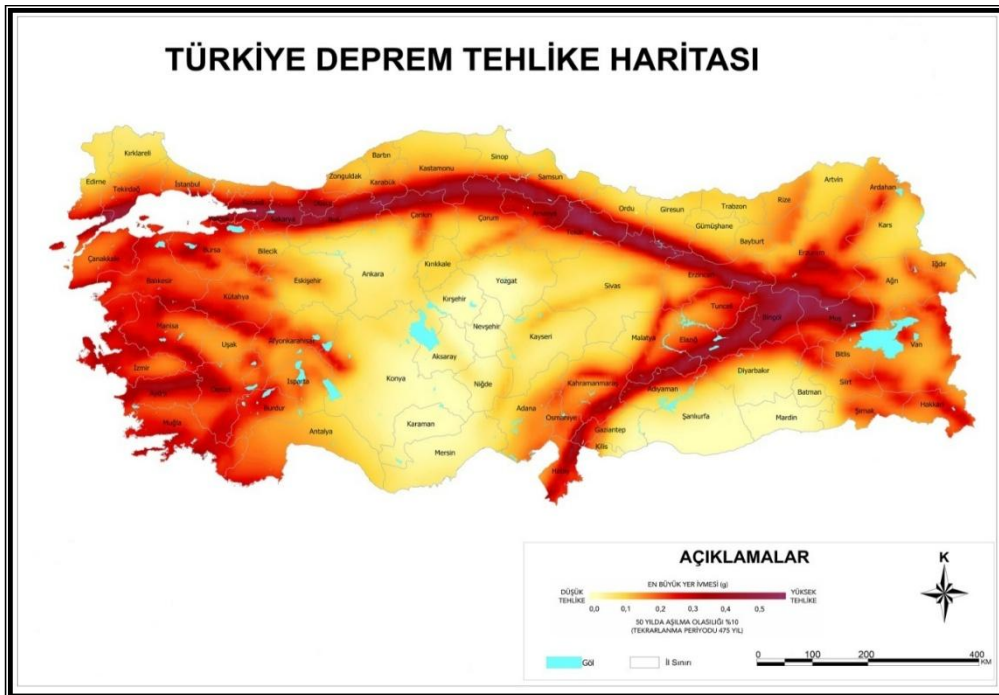 TÜRKİYE DEPREM TEHLİKE HARİTASI
Kırklareli
Edirne
Tekirdağ
İstanbul
Zonguldak
Bartın
Karabük
Kastamonu
Sinop
Samsun
Çankırı
Çorum
Ordu
Giresun
Trabzon
Rize
Artvin
Ardahan
Kars
Gümüşhane
Bayburt
Erzincan
Iğdır
Ağrı
Çanakkale
Balıkesir
Bursa
Bilecik
Eskişehir
Kütahya
Ankara
Kırıkkale
Kırşehir
Yozgat
Sivas
Tunceli
Bingöl
Muş
Van
Bitlis
Manisa
İzmir
Uşak
Afyonkarahisar
Nevşehir
Aksaray
Kayseri
Malatya
Elazığ
Diyarbakır
Siirt
Batman
Şırnak
Hakkari
Isparta
Burdur
Konya
Niğde
Kahramanmaraş
Adıyaman
Şanlıurfa
Mardin
Muğla
Antalya
Karaman
Mersin
Adana
Osmaniye
Gaziantep
Kilis
Hatay
AÇIKLAMALAR
EN BÜYÜK YER İVMESİ (g)
DÜŞÜK TEHLİKE
YÜKSEK TEHLİKE
0,0 0,1 0,2 0,3 0,4 0,5
50 YILDA AŞILMA OLASILIĞI %10
(TEKRARLANMA PERİYODU 475 YIL)
Göl
İl Sınırı
K
0 100 200 400
KM